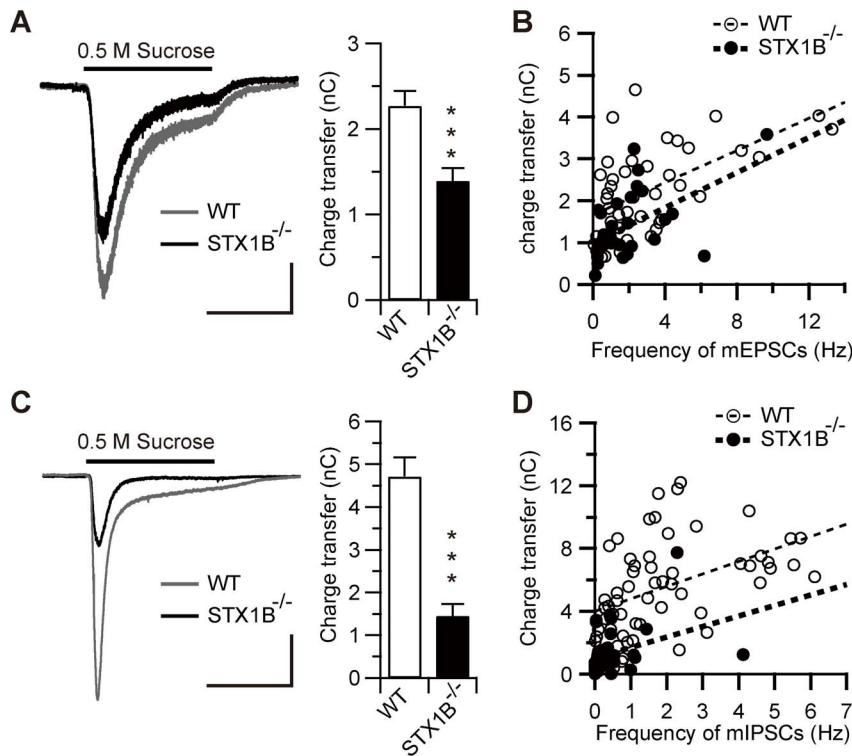 A
0.5 M Sucrose
WT
STX1B-/-
Charge transfer (nC)
3
2
1
0
***
WT
STX1B-/-
B
WT
STX1B-/-
charge transfer (nC)
6
5
4
3
2
1
0
0 4 8 12
Frequency of mEPSCs (Hz)
C
0.5 M Sucrose
WT
STX1B-/-
Charge transfer (nC)
6
5
4
3
2
1
0
***
WT
STX1B-/-
D
WT
STX1B-/-
Charge transfer (nC)
16
12
8
4
0
0 1 2 3 4 5 6 7
Frequency of mIPSCs (Hz)